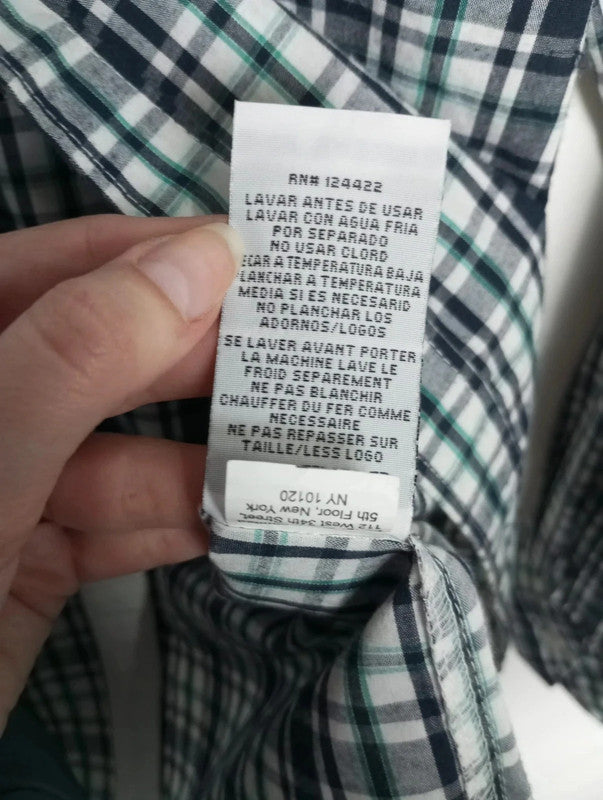 RN# 124422
LAVAR ANTES DE USAR
LAVAR CON AGUA FRIA
POR SEPARADO
NO USAR CLORD
ECAR A TEMPERATURA BAJA
LANCHAR A TEMPERATURA
MEDIA SI ES NECESARID
NO PLANCHAR LOS
ADORNOS/LOGOS
SE LAVER AVANT PORTER
LA MACHINE LAVE LE
FROID SEPAREMENT
NE PAS BLANCHIR
CHAUFFER DU FER COMME
NECESSAIRE
NE PAS REPASSER SUR
TAILLE/LESS LOGO
112 West 34th Street,
5th Floor, New York
NY 10120